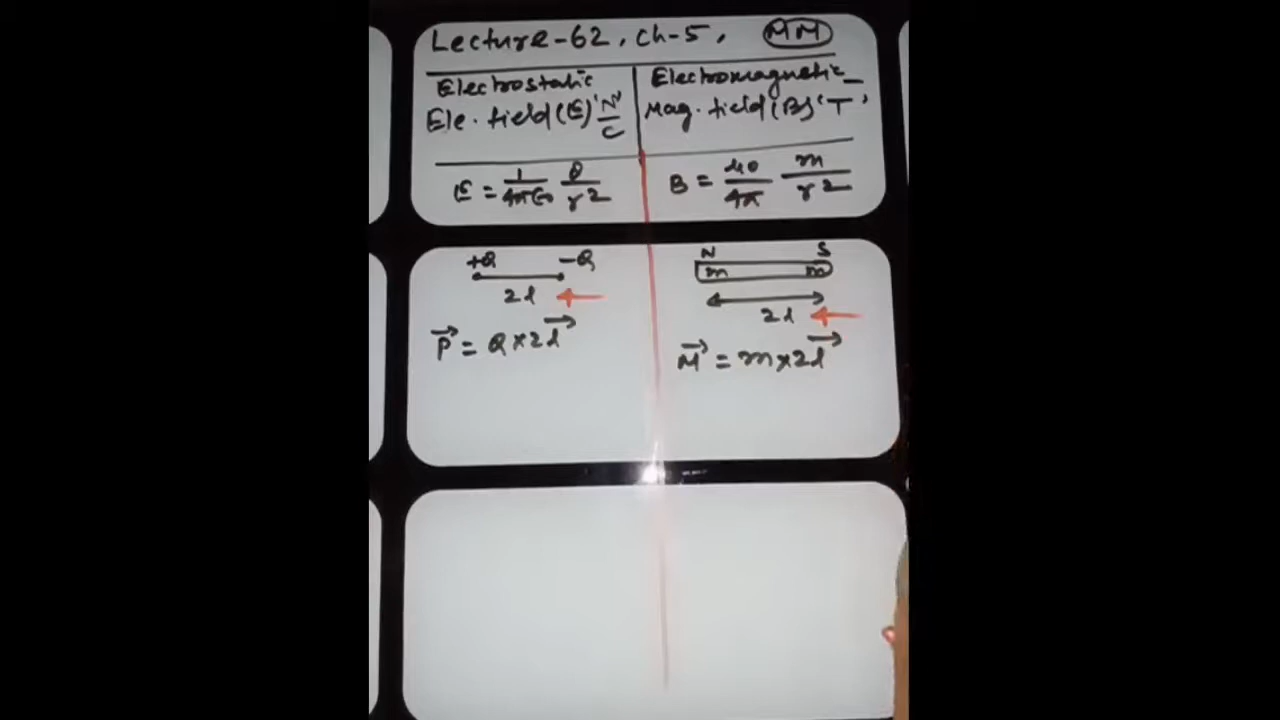 Lecture-62, ch-5, MM
Electrostatic
Ele. field (E) 'N/C'
E = 1/4πε0 Q/r2
+Q -Q
2l
P⃗ = Q×2l⃗
Electromagnetic
Mag. field (B) 'T'
B = μ0/4π m/r2
N S
m m
2l
M⃗ = m×2l⃗